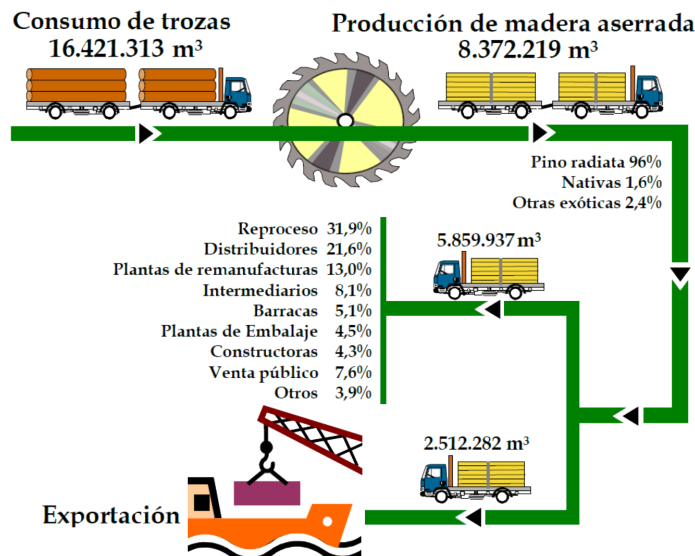 Consumo de trozas
16.421.313 m³
Producción de madera aserrada
8.372.219 m³
Pino radiata 96%
Nativas 1,6%
Otras exóticas 2,4%
5.859.937 m³
Reproceso 31,9%
Distribuidores 21,6%
Plantas de remanufacturas 13,0%
Intermediarios 8,1%
Barracas 5,1%
Plantas de Embalaje 4,5%
Constructoras 4,3%
Venta público 7,6%
Otros 3,9%
2.512.282 m³
Exportación